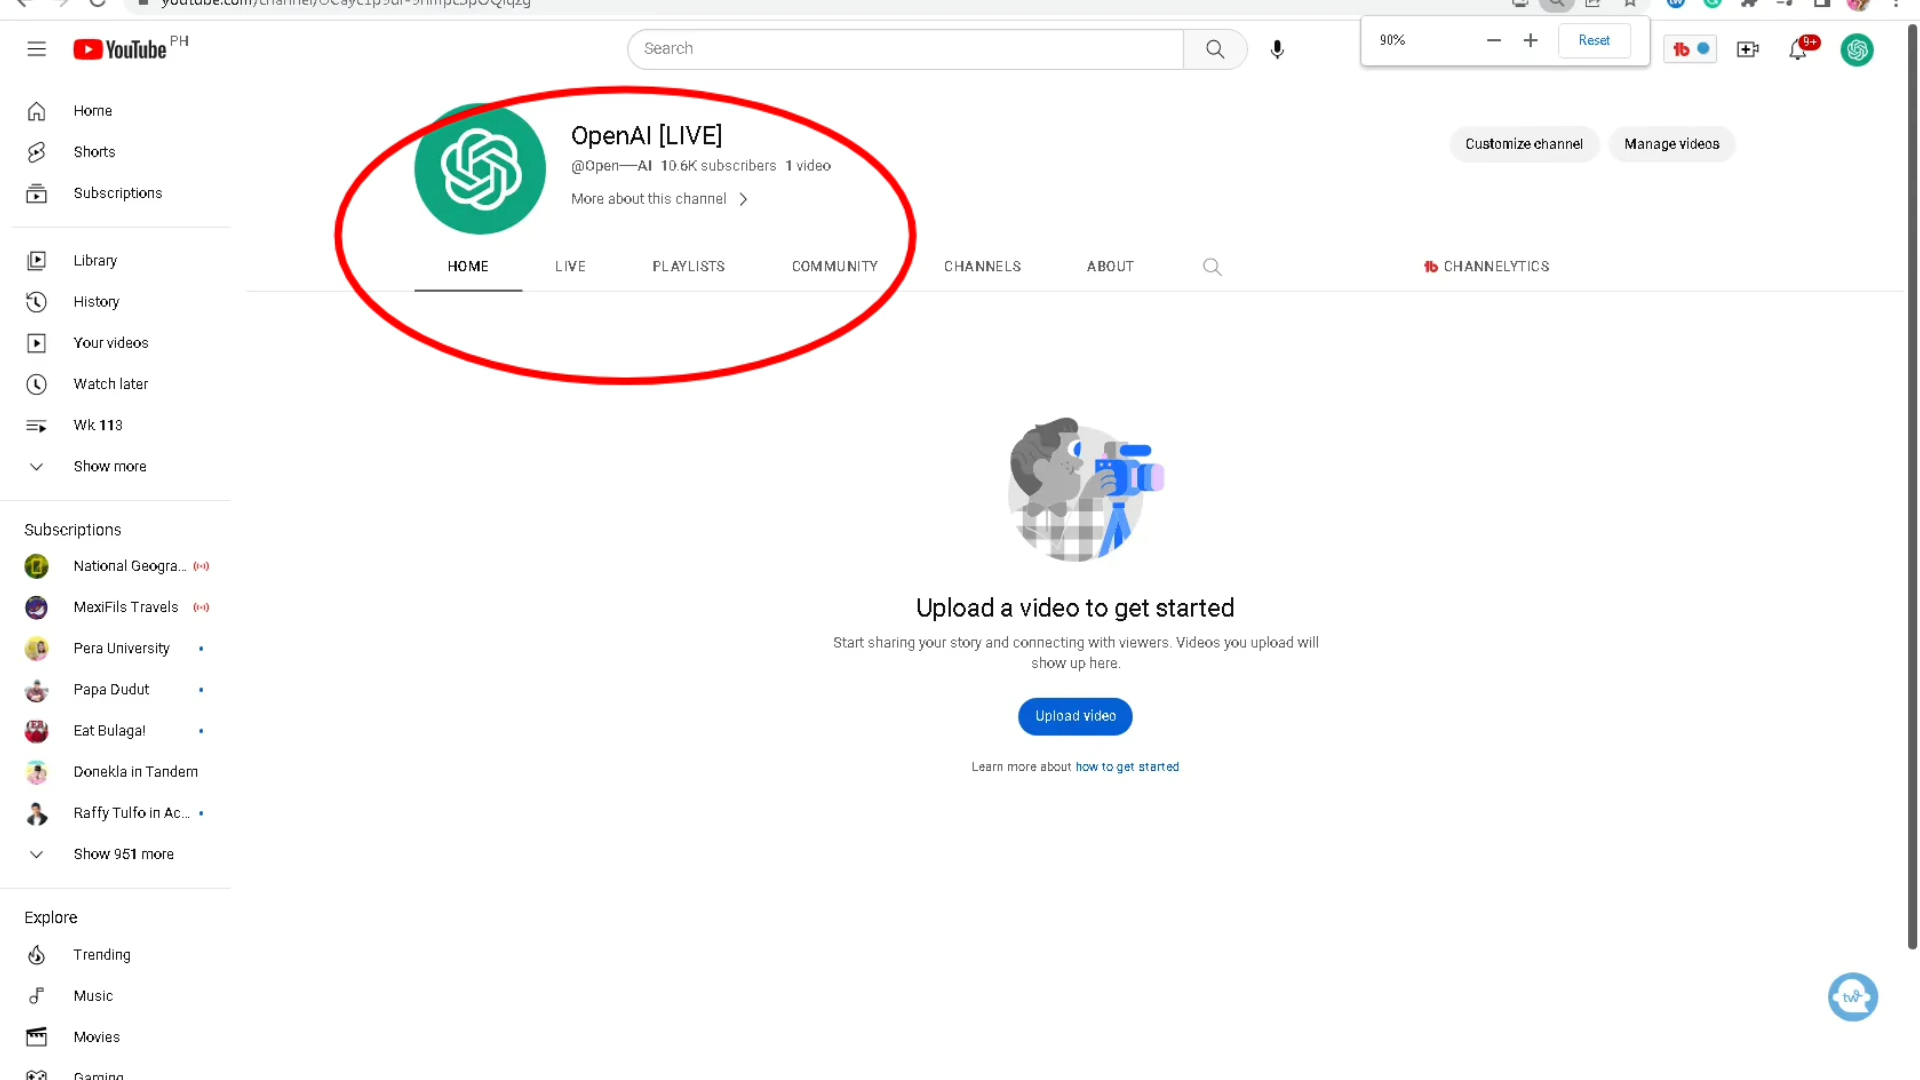 YouTube PH
Search
90%
Reset
9+
Home
Shorts
Subscriptions
Library
History
Your videos
Watch later
Wk 113
Show more
Subscriptions
National Geogra...
MexiFils Travels
Pera University
Papa Dudut
Eat Bulaga!
Donekla in Tandem
Raffy Tulfo in Ac...
Show 951 more
Explore
Trending
Music
Movies
Gaming
OpenAI [LIVE]
@Open—AI 10.6K subscribers 1 video
More about this channel
Customize channel
Manage videos
HOME LIVE PLAYLISTS COMMUNITY CHANNELS ABOUT
CHANNELYTICS
Upload a video to get started
Start sharing your story and connecting with viewers. Videos you upload will
show up here.
Upload video
Learn more about how to get started
tw